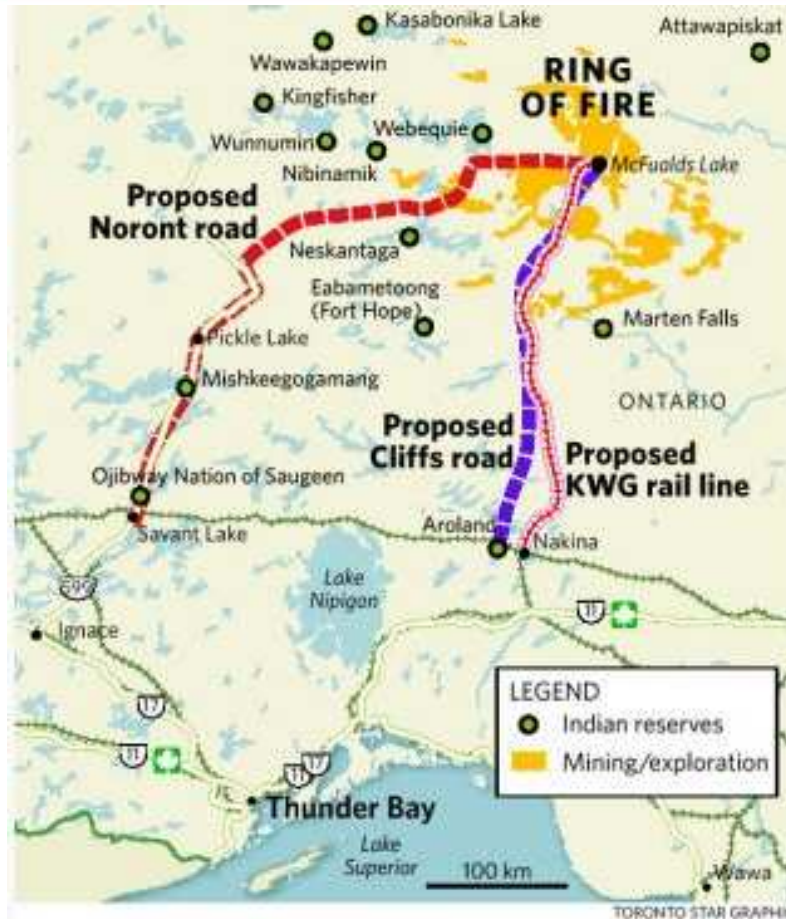 Kasabonika Lake
Attawapiskat
Wawakapewin
RING
OF FIRE
Kingfisher
Webequie
Wunnumin
McFualds Lake
Nibinamik
Proposed
Noront road
Neskantaga
Eabametoong
(Fort Hope)
Marten Falls
Pickle Lake
Mishkeegogamang
ONTARIO
Proposed
Cliffs road
Proposed
KWG rail line
Ojibway Nation of Saugeen
Savant Lake
Aroland
Nakina
Lake
Nipigon
11
Ignace
LEGEND
Indian reserves
Mining/exploration
17
11
17
11
Thunder Bay
Lake
Superior
100 km
Wawa
TORONTO STAR GRAPHI